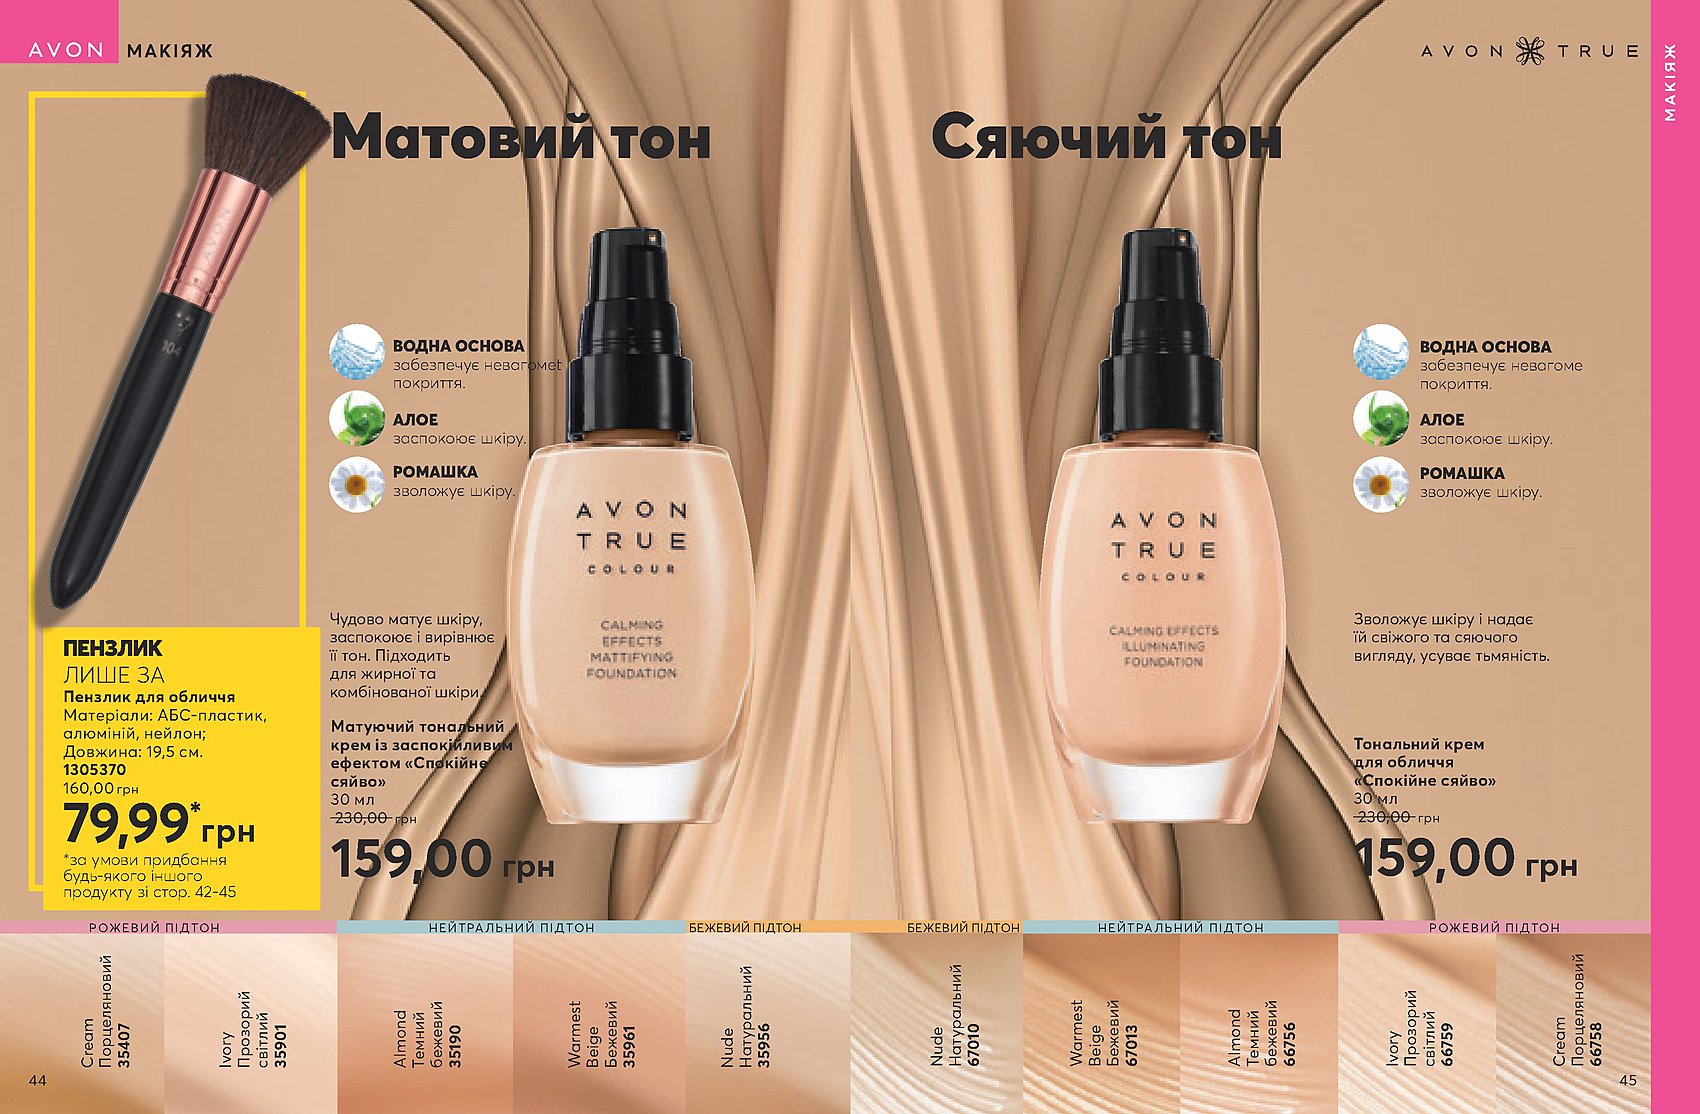 AVON МАКІЯЖ
AVON TRUE
МАКІЯЖ
Матовий тон
Сяючий тон
AVON
104
ВОДНА ОСНОВА
забезпечує невагомеt
покриття.
АЛОЕ
заспокоює шкіру.
РОМАШКА
зволожує шкіру.
AVON
TRUE
COLOUR
CALMING
EFFECTS
MATTIFYING
FOUNDATION
Чудово матує шкіру,
заспокоює і вирівнює
її тон. Підходить
для жирної та
комбінованої шкіри.
Матуючий тональний
крем із заспокійливим
ефектом «Спокійне
сяйво»
30 мл
230,00 грн
159,00 грн
ПЕНЗЛИК
ЛИШЕ ЗА
Пензлик для обличчя
Матеріали: АБС-пластик,
алюміній, нейлон;
Довжина: 19,5 см.
1305370
160,00 грн
79,99* грн
*за умови придбання
будь-якого іншого
продукту зі стор. 42-45
AVON
TRUE
COLOUR
CALMING EFFECTS
ILLUMINATING
FOUNDATION
ВОДНА ОСНОВА
забезпечує невагоме
покриття.
АЛОЕ
заспокоює шкіру.
РОМАШКА
зволожує шкіру.
Зволожує шкіру і надає
їй свіжого та сяючого
вигляду, усуває тьмяність.
Тональний крем
для обличчя
«Спокійне сяйво»
30 мл
230,00 грн
159,00 грн
РОЖЕВИЙ ПІДТОН
НЕЙТРАЛЬНИЙ ПІДТОН
БЕЖЕВИЙ ПІДТОН
БЕЖЕВИЙ ПІДТОН
НЕЙТРАЛЬНИЙ ПІДТОН
РОЖЕВИЙ ПІДТОН
Cream
Порцеляновий
35407
Ivory
Прозорий
світлий
35901
Almond
Темний
бежевий
35190
Warmest
Beige
Бежевий
35961
Nude
Натуральний
35956
Nude
Натуральний
67010
Warmest
Beige
Бежевий
67013
Almond
Темний
бежевий
66756
Ivory
Прозорий
світлий
66759
Cream
Порцеляновий
66758
44
45